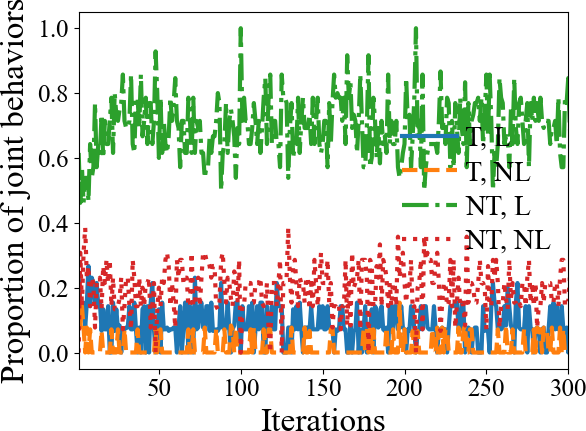 Proportion of joint behaviors
1.0
0.8
0.6
0.4
0.2
0.0
T, L
T, NL
NT, L
NT, NL
50 100 150 200 250 300
Iterations